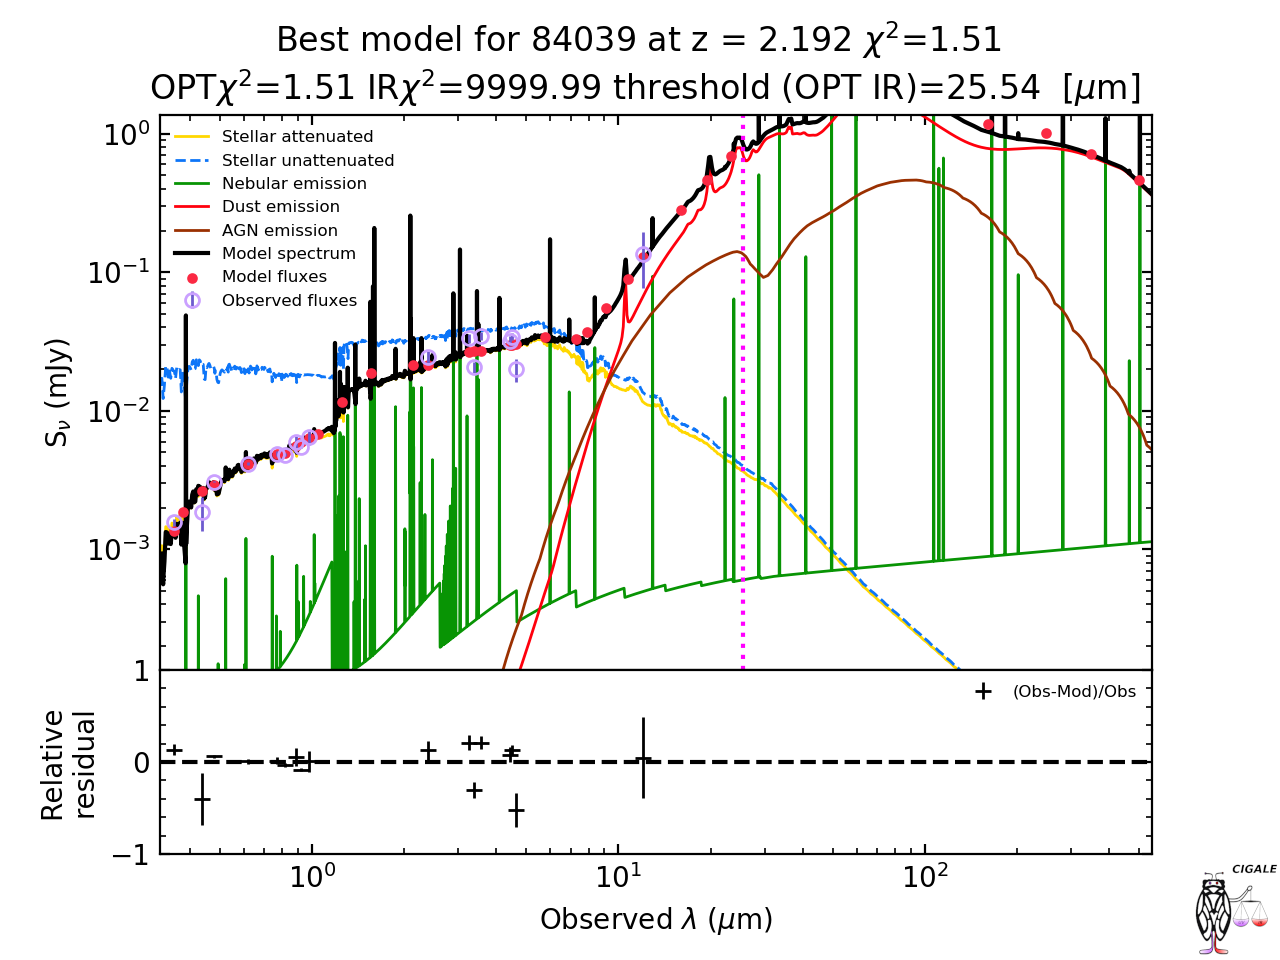 Best model for 84039 at z = 2.192 χ²=1.51
OPTχ²=1.51 IRχ²=9999.99 threshold (OPT IR)=25.54 [μm]
10⁰
10⁻¹
10⁻²
10⁻³
Sᵥ (mJy)
Stellar attenuated
Stellar unattenuated
Nebular emission
Dust emission
AGN emission
Model spectrum
Model fluxes
Observed fluxes
1
0
−1
Relative
residual
(Obs-Mod)/Obs
10⁰
10¹
10²
Observed λ (μm)
CIGALE